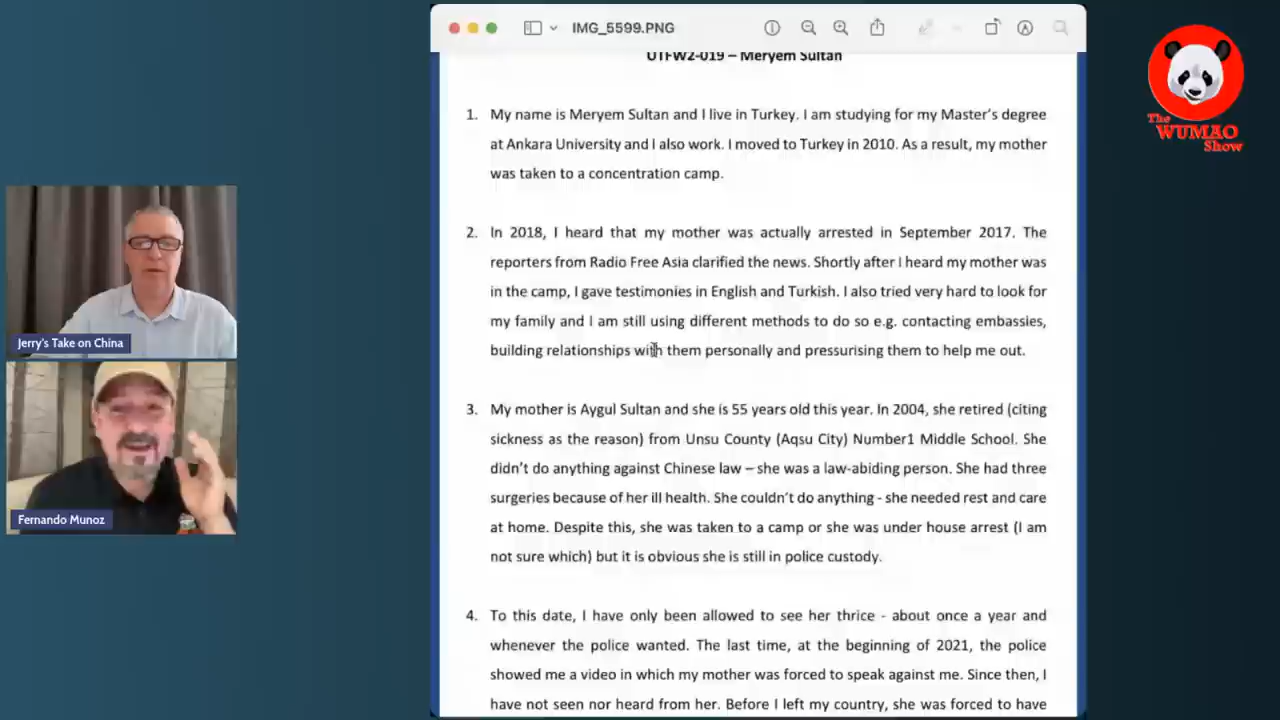 IMG_5599.PNG
UTFW2-019 – Meryem Sultan
1. My name is Meryem Sultan and I live in Turkey. I am studying for my Master's degree
at Ankara University and I also work. I moved to Turkey in 2010. As a result, my mother
was taken to a concentration camp.
2. In 2018, I heard that my mother was actually arrested in September 2017. The
reporters from Radio Free Asia clarified the news. Shortly after I heard my mother was
in the camp, I gave testimonies in English and Turkish. I also tried very hard to look for
my family and I am still using different methods to do so e.g. contacting embassies,
building relationships with them personally and pressurising them to help me out.
3. My mother is Aygul Sultan and she is 55 years old this year. In 2004, she retired (citing
sickness as the reason) from Unsu County (Aqsu City) Number1 Middle School. She
didn't do anything against Chinese law – she was a law-abiding person. She had three
surgeries because of her ill health. She couldn't do anything - she needed rest and care
at home. Despite this, she was taken to a camp or she was under house arrest (I am
not sure which) but it is obvious she is still in police custody.
4. To this date, I have only been allowed to see her thrice - about once a year and
whenever the police wanted. The last time, at the beginning of 2021, the police
showed me a video in which my mother was forced to speak against me. Since then, I
have not seen nor heard from her. Before I left my country, she was forced to have
The
WUMAO
Show
Jerry's Take on China
Fernando Munoz